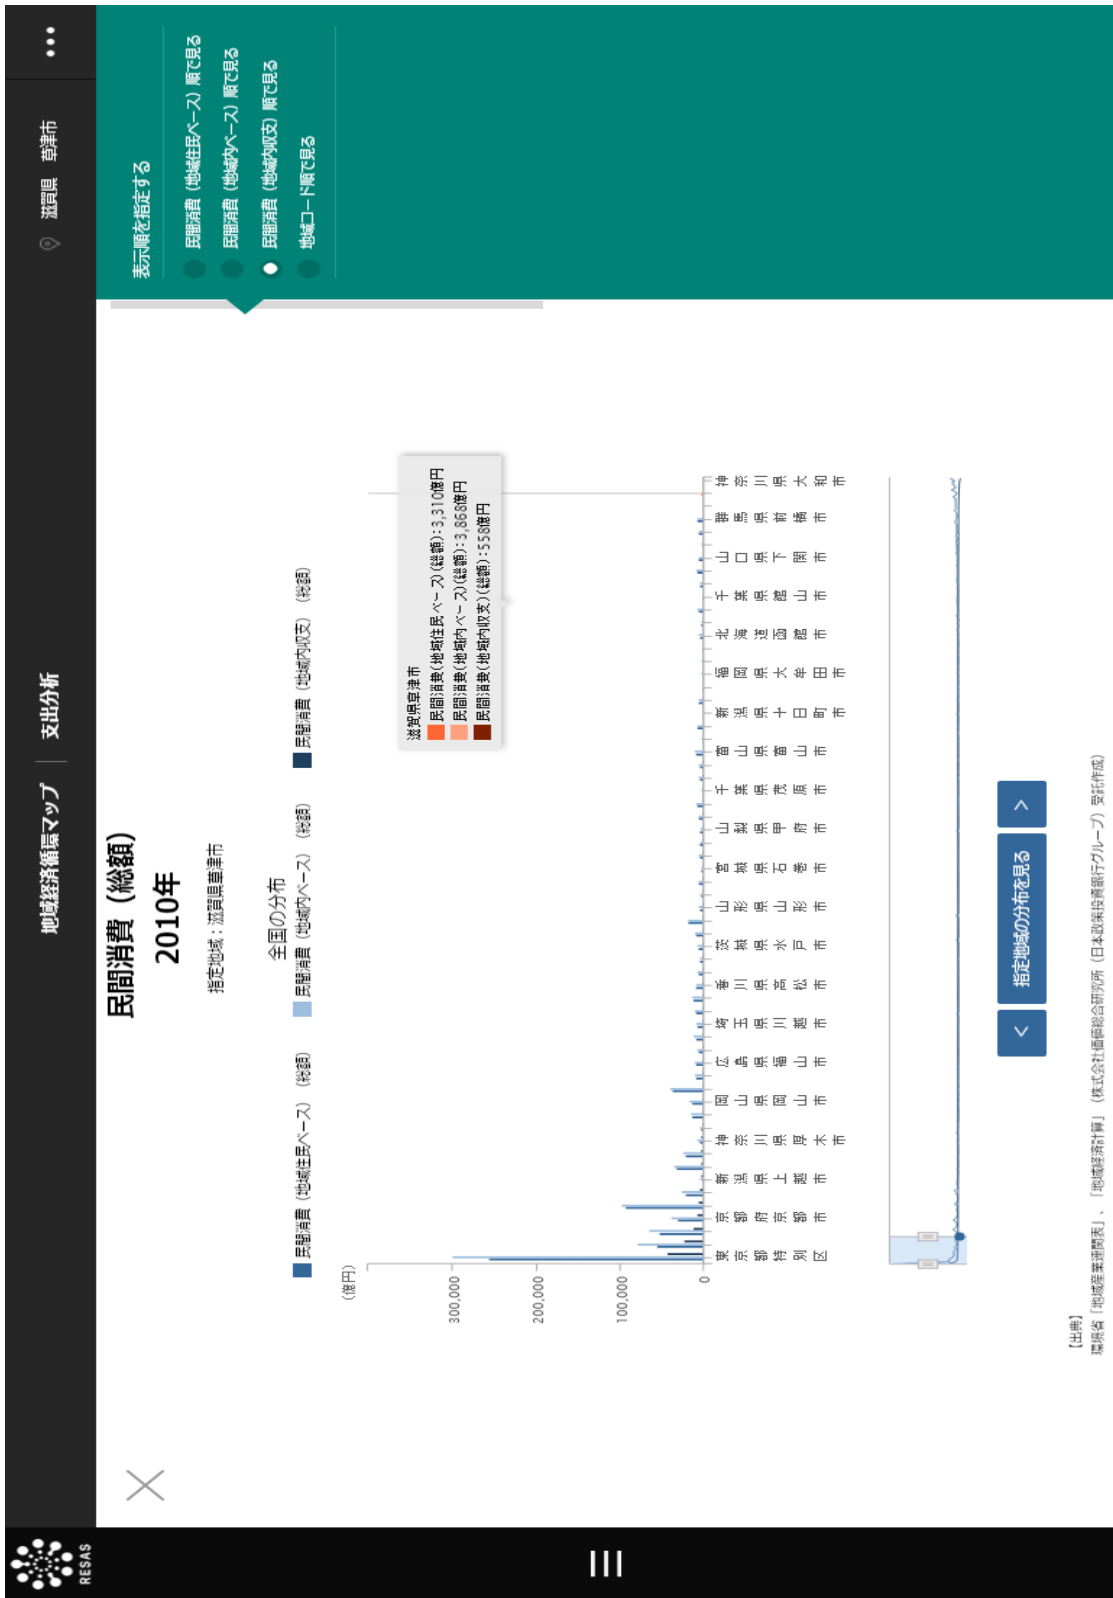 RESAS
地域経済循環マップ
支出分析
滋賀県 草津市
民間消費（総額）
2010年
指定地域：滋賀県草津市
全国の分布
民間消費（地域住民ベース）（総額）
民間消費（地域内ベース）（総額）
民間消費（地域内収支）（総額）
(億円)
300,000
200,000
100,000
0
滋賀県草津市
民間消費(地域住民ベース)(総額):3,310億円
民間消費(地域内ベース)(総額):3,868億円
民間消費(地域内収支)(総額):558億円
東京都特別区
京都府京都市
新潟県上越市
神奈川県厚木市
岡山県岡山市
広島県福山市
埼玉県川越市
香川県高松市
茨城県水戸市
山形県山形市
宮城県石巻市
山梨県甲府市
千葉県茂原市
富山県富山市
新潟県十日町市
福岡県大牟田市
北海道函館市
千葉県館山市
山口県下関市
群馬県前橋市
神奈川県大和市
<
指定地域の分布を見る
>
【出典】
環境省「地域産業連関表」、「地域経済計算」（株式会社価値総合研究所（日本政策投資銀行グループ）受託作成）
表示順を指定する
民間消費（地域住民ベース）順で見る
民間消費（地域内ベース）順で見る
民間消費（地域内収支）順で見る
地域コード順で見る